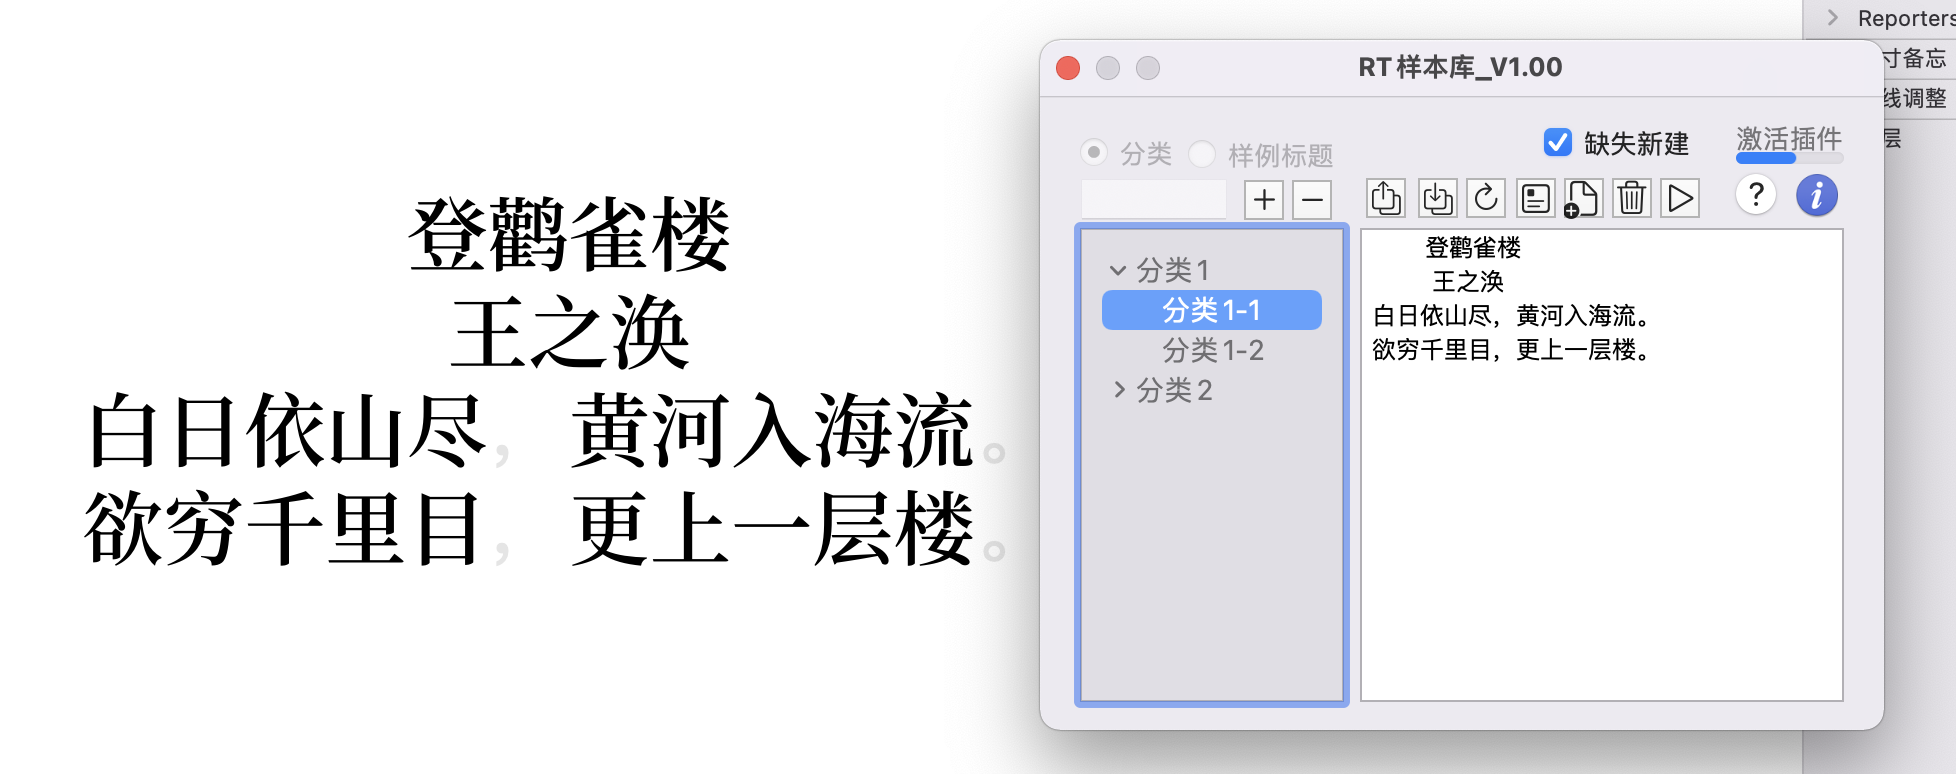 登鹳雀楼
王之涣
白日依山尽，黄河入海流。
欲穷千里目，更上一层楼。
Reporters
寸备忘
线调整
层
RT样本库_V1.00
分类 样例标题
缺失新建
激活插件
?
i
分类1
分类1-1
分类1-2
分类2
登鹳雀楼
王之涣
白日依山尽，黄河入海流。
欲穷千里目，更上一层楼。